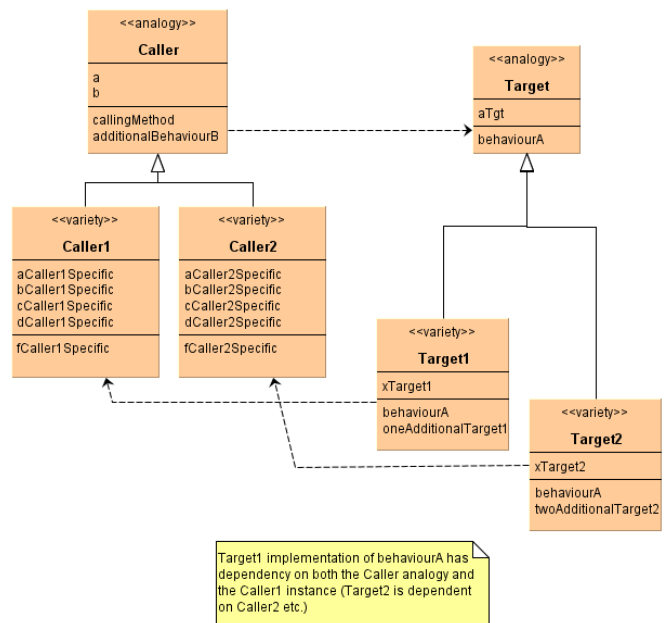 <<analogy>>
Caller
a
b
callingMethod
additionalBehaviourB
<<analogy>>
Target
aTgt
behaviourA
<<variety>>
Caller1
aCaller1Specific
bCaller1Specific
cCaller1Specific
dCaller1Specific
fCaller1Specific
<<variety>>
Caller2
aCaller2Specific
bCaller2Specific
cCaller2Specific
dCaller2Specific
fCaller2Specific
<<variety>>
Target1
xTarget1
behaviourA
oneAdditionalTarget1
<<variety>>
Target2
xTarget2
behaviourA
twoAdditionalTarget2
Target1 implementation of behaviourA has
dependency on both the Caller analogy and
the Caller1 instance (Target2 is dependent
on Caller2 etc.)